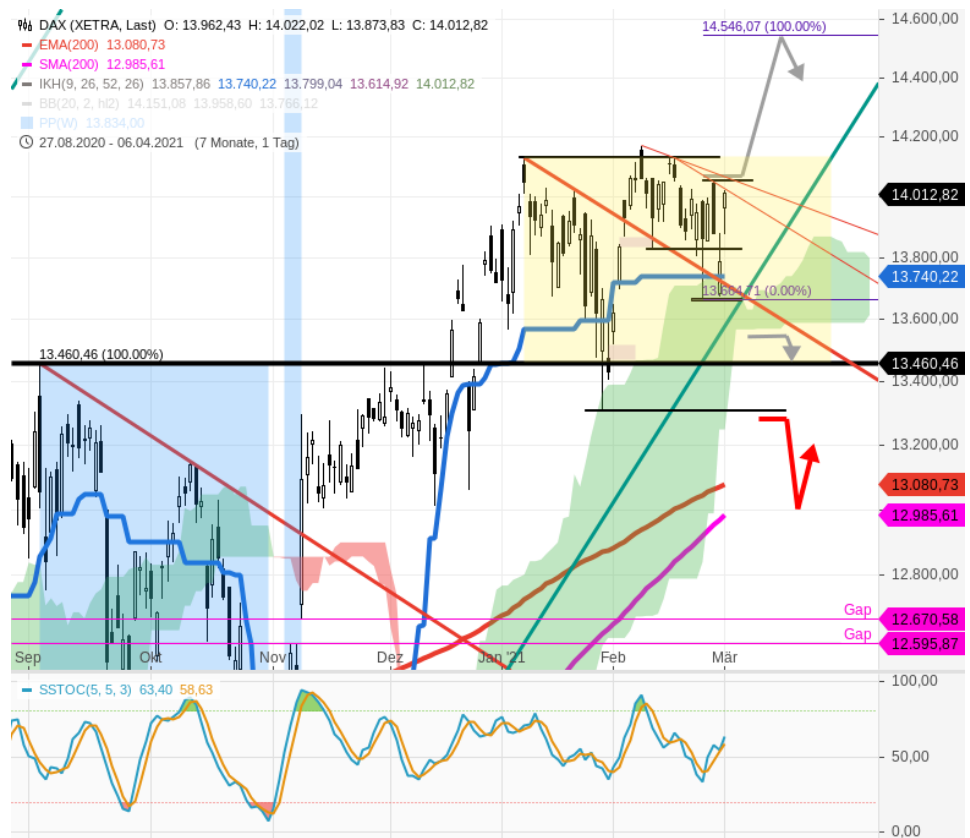 DAX (XETRA, Last) O: 13.962,43 H: 14.022,02 L: 13.873,83 C: 14.012,82
EMA(200) 13.080,73
SMA(200) 12.985,61
IKH(9, 26, 52, 26) 13.857,86 13.740,22 13.799,04 13.614,92 14.012,82
BB(20, 2, hl2) 14.151,08 13.958,60 13.766,12
PP(W) 13.834,00
27.08.2020 - 06.04.2021 (7 Monate, 1 Tag)
14.546,07 (100.00%)
14.600,00
14.400,00
14.200,00
14.012,82
13.800,00
13.740,22
13.664,71 (0.00%)
13.600,00
13.460,46 (100.00%)
13.460,46
13.400,00
13.200,00
13.080,73
12.985,61
12.800,00
Gap
12.670,58
Gap
12.595,87
Sep Okt Nov Dez Jan '21 Feb Mär
SSTOC(5, 5, 3) 63,40 58,63
100,00
50,00
0,00